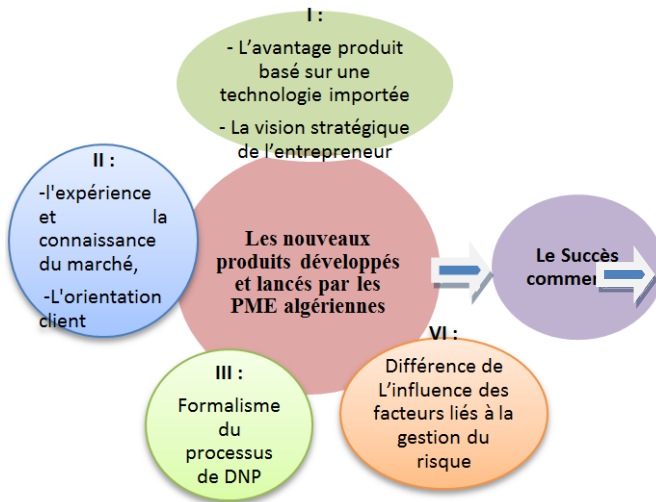 I :
- L'avantage produit
basé sur une
technologie importée
- La vision stratégique
de l'entrepreneur
II :
-l'expérience
et la
connaissance
du marché,
-L'orientation
client
Les nouveaux
produits développés
et lancés par les
PME algériennes
Le Succès
III :
Formalisme
du
processus
de DNP
VI :
Différence de
L'influence des
facteurs liés à la
gestion du
risque